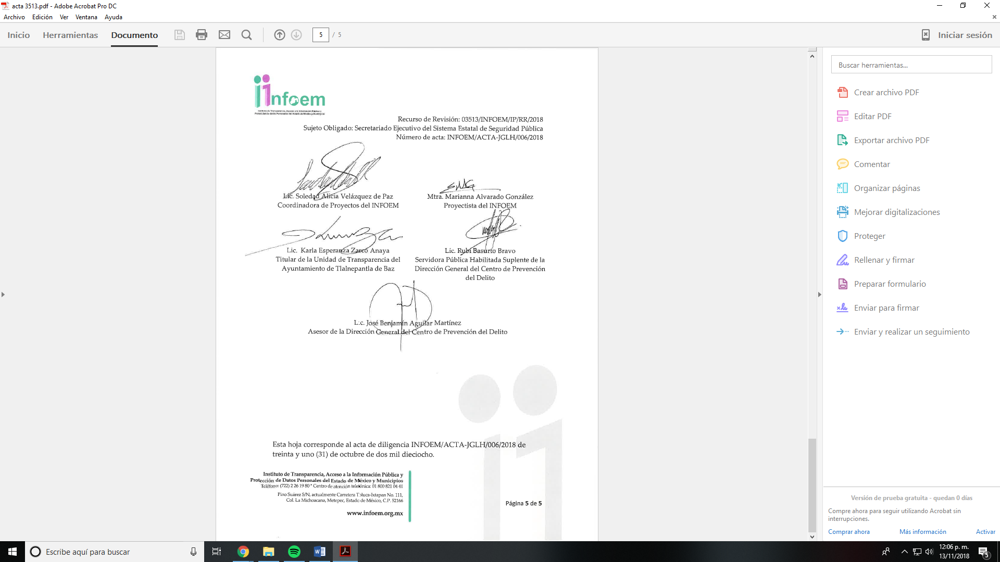 acta 3513.pdf - Adobe Acrobat Pro DC
Archivo Edición Ver Ventana Ayuda
Inicio Herramientas Documento 5 / 5 Iniciar sesión
infoem
Instituto de Transparencia, Acceso a la Información Pública y
Protección de Datos Personales del Estado de México y Municipios
Recurso de Revisión: 03513/INFOEM/IP/RR/2018
Sujeto Obligado: Secretariado Ejecutivo del Sistema Estatal de Seguridad Pública
Número de acta: INFOEM/ACTA-JGLH/006/2018
Lic. Soledad Alicia Velázquez de Paz
Coordinadora de Proyectos del INFOEM
Mtra. Marianna Alvarado González
Proyectista del INFOEM
Lic. Karla Esperanza Zarco Anaya
Titular de la Unidad de Transparencia del
Ayuntamiento de Tlalnepantla de Baz
Lic. Rubí Basurto Bravo
Servidora Pública Habilitada Suplente de la
Dirección General del Centro de Prevención
del Delito
Lic. José Benjamín Aguilar Martínez
Asesor de la Dirección General del Centro de Prevención del Delito
Esta hoja corresponde al acta de diligencia INFOEM/ACTA-JGLH/006/2018 de
treinta y uno (31) de octubre de dos mil dieciocho.
Instituto de Transparencia, Acceso a la Información Pública y
Protección de Datos Personales del Estado de México y Municipios
Teléfono: (722) 2 26 19 80 * Centro de atención telefónica: 01 800 821 04 41
Pino Suárez S/N, actualmente Carretera Toluca-Ixtapan No. 111,
Col. La Michoacana, Metepec, Estado de México, C.P. 52166
www.infoem.org.mx
Página 5 de 5
Buscar herramientas...
Crear archivo PDF
Editar PDF
Exportar archivo PDF
Comentar
Organizar páginas
Mejorar digitalizaciones
Proteger
Rellenar y firmar
Preparar formulario
Enviar para firmar
Enviar y realizar un seguimiento
Versión de prueba gratuita - quedan 0 días
Compre ahora para seguir utilizando Acrobat sin
interrupciones.
Comprar ahora Más información Activar
Escribe aquí para buscar
12:06 p. m.
13/11/2018
5